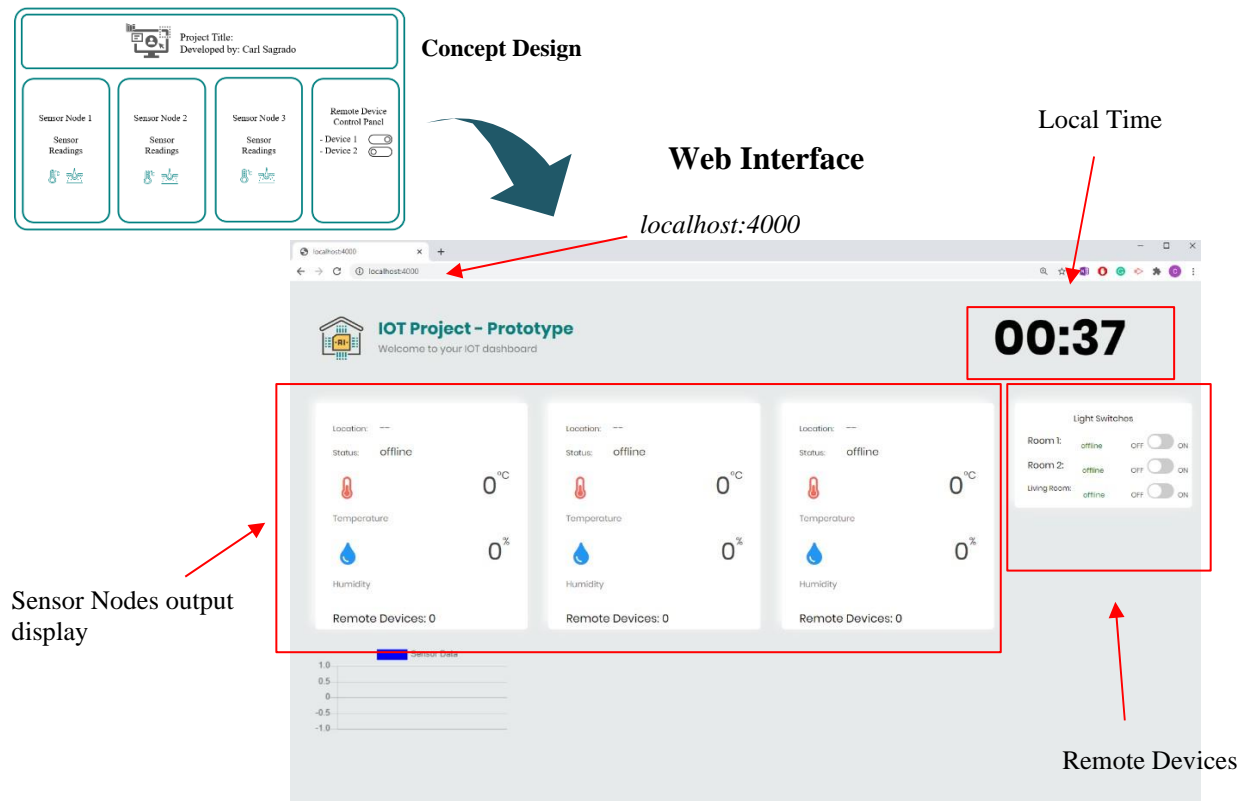 Project Title:
Developed by: Carl Sagrado
Concept Design
Sensor Node 1
Sensor
Readings
Sensor Node 2
Sensor
Readings
Sensor Node 3
Sensor
Readings
Remote Device
Control Panel
- Device 1
- Device 2
Web Interface
localhost:4000
Local Time
localhost:4000
localhost:4000
IOT Project - Prototype
Welcome to your IOT dashboard
00:37
Location: --
Status: offline
0°C
Temperature
0%
Humidity
Remote Devices: 0
Location: --
Status: offline
0°C
Temperature
0%
Humidity
Remote Devices: 0
Location: --
Status: offline
0°C
Temperature
0%
Humidity
Remote Devices: 0
Light Switches
Room 1: offline OFF ON
Room 2: offline OFF ON
Living Room: offline OFF ON
Sensor Nodes output
display
Sensor Data
1.0
0.5
0
-0.5
-1.0
Remote Devices